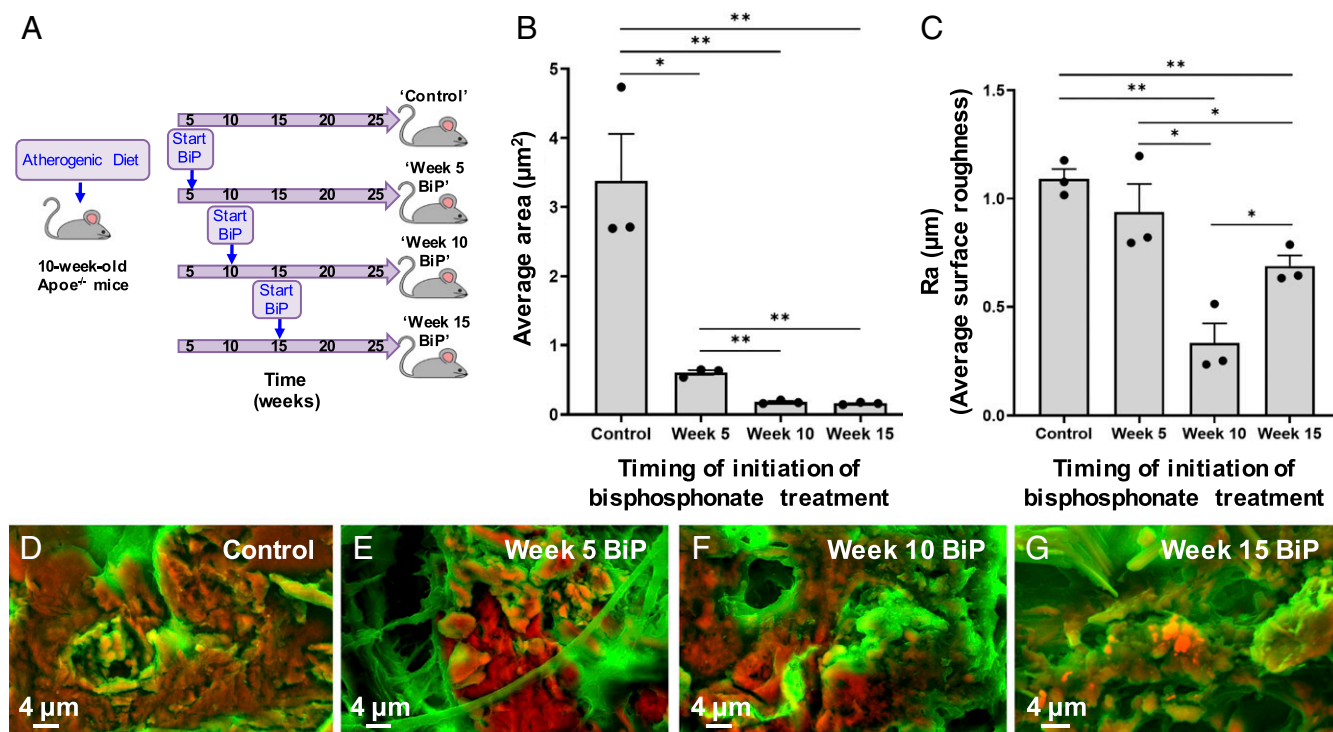 A
Atherogenic Diet
10-week-old
Apoe-/- mice
5 10 15 20 25
'Control'
Start
BiP
5 10 15 20 25
'Week 5
BiP'
Start
BiP
5 10 15 20 25
'Week 10
BiP'
Start
BiP
5 10 15 20 25
'Week 15
BiP'
Time
(weeks)
B
**
**
*
**
**
Average area (μm²)
5
4
3
2
1
0
Control Week 5 Week 10 Week 15
Timing of initiation of
bisphosphonate treatment
C
**
**
*
*
*
Ra (μm)
(Average surface roughness)
1.5
1.0
0.5
0.0
Control Week 5 Week 10 Week 15
Timing of initiation of
bisphosphonate treatment
D Control
4 μm
E Week 5 BiP
4 μm
F Week 10 BiP
4 μm
G Week 15 BiP
4 μm